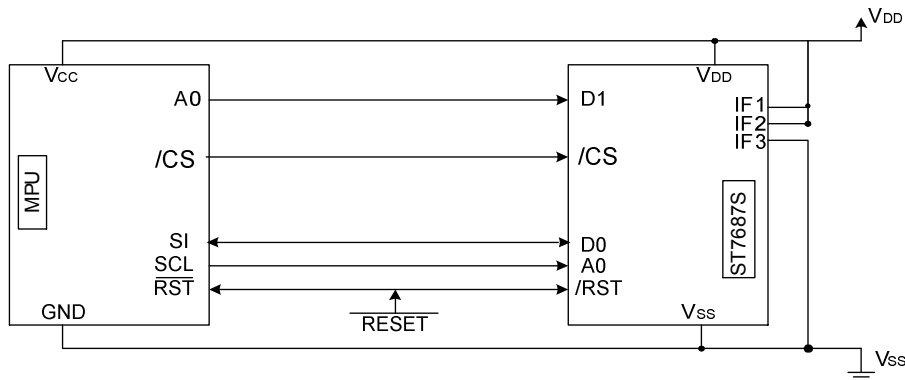 VDD
VCC
VDD
A0
D1
IF1
IF2
IF3
/CS
/CS
MPU
ST7687S
SI
D0
SCL
A0
RST
/RST
GND
RESET
VSS
VSS